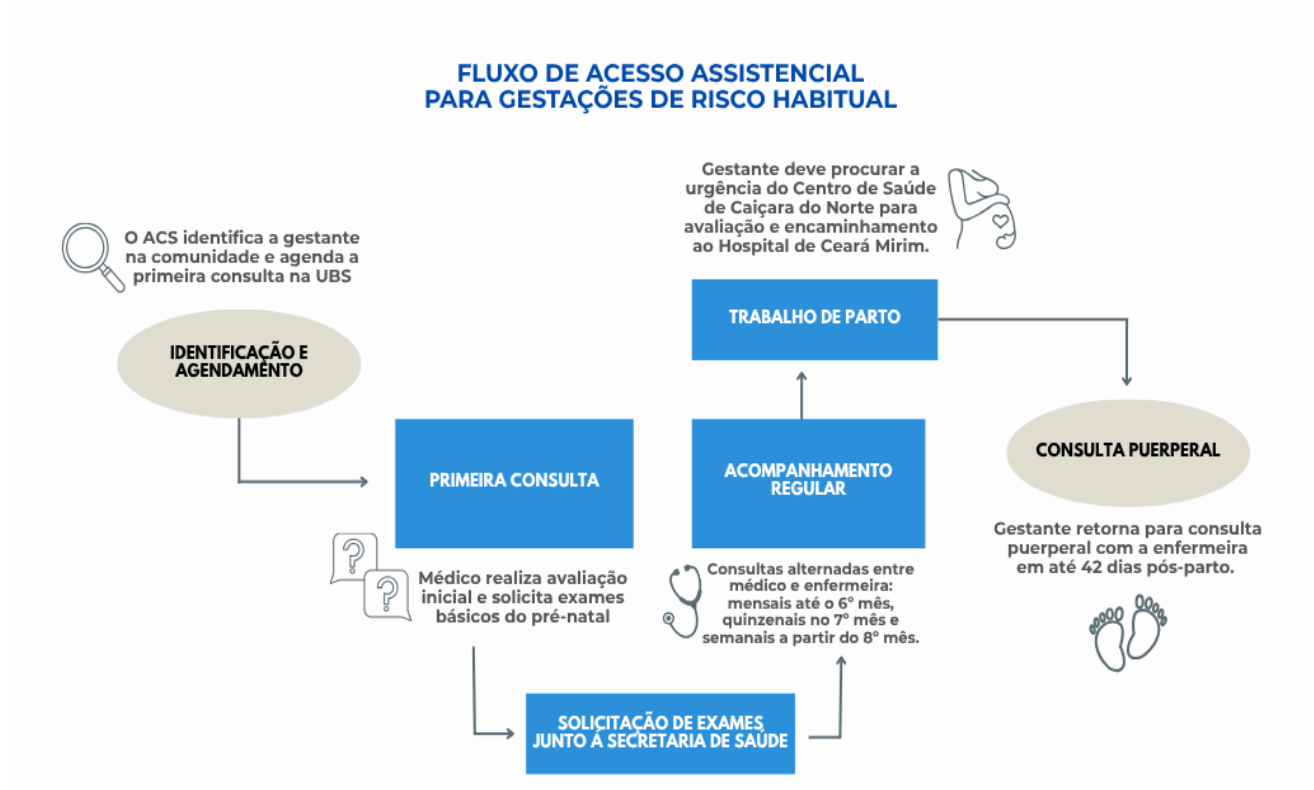 FLUXO DE ACESSO ASSISTENCIAL
PARA GESTAÇÕES DE RISCO HABITUAL
O ACS identifica a gestante
na comunidade e agenda a
primeira consulta na UBS
IDENTIFICAÇÃO E
AGENDAMENTO
PRIMEIRA CONSULTA
Médico realiza avaliação
inicial e solicita exames
básicos do pré-natal
SOLICITAÇÃO DE EXAMES
JUNTO Á SECRETARIA DE SAÚDE
ACOMPANHAMENTO
REGULAR
Consultas alternadas entre
médico e enfermeira:
mensais até o 6º mês,
quinzenais no 7º mês e
semanais a partir do 8º mês.
Gestante deve procurar a
urgência do Centro de Saúde
de Caiçara do Norte para
avaliação e encaminhamento
ao Hospital de Ceará Mirim.
TRABALHO DE PARTO
CONSULTA PUERPERAL
Gestante retorna para consulta
puerperal com a enfermeira
em até 42 dias pós-parto.